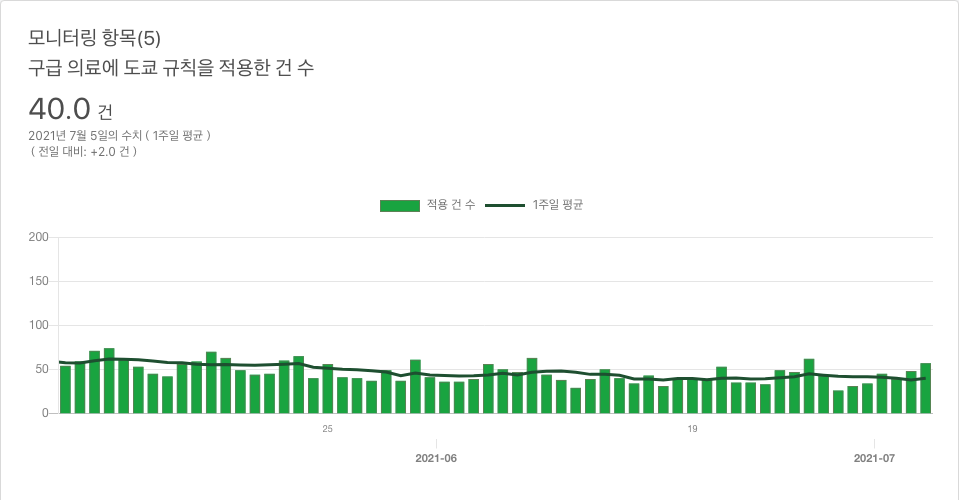 모니터링 항목(5)
구급 의료에 도쿄 규칙을 적용한 건 수
40.0 건
2021년 7월 5일의 수치 ( 1주일 평균 )
( 전일 대비: +2.0 건 )
적용 건 수 1주일 평균
200
150
100
50
0
25 19
2021-06 2021-07